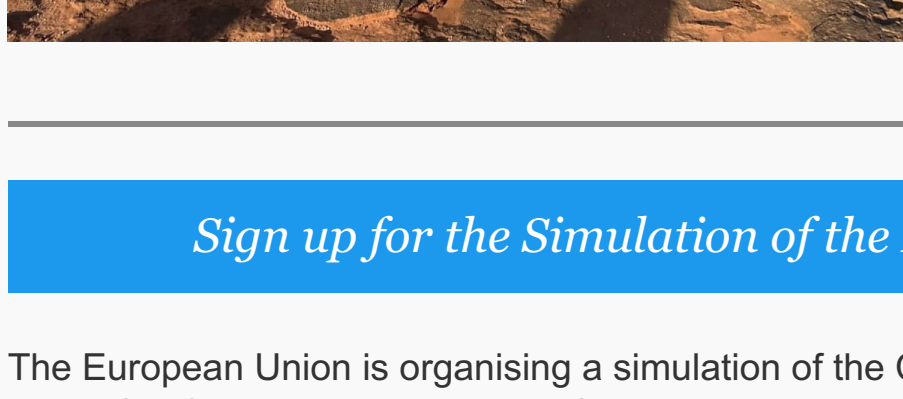 Sign up for the Simulation of the
The European Union is organising a simulation of the